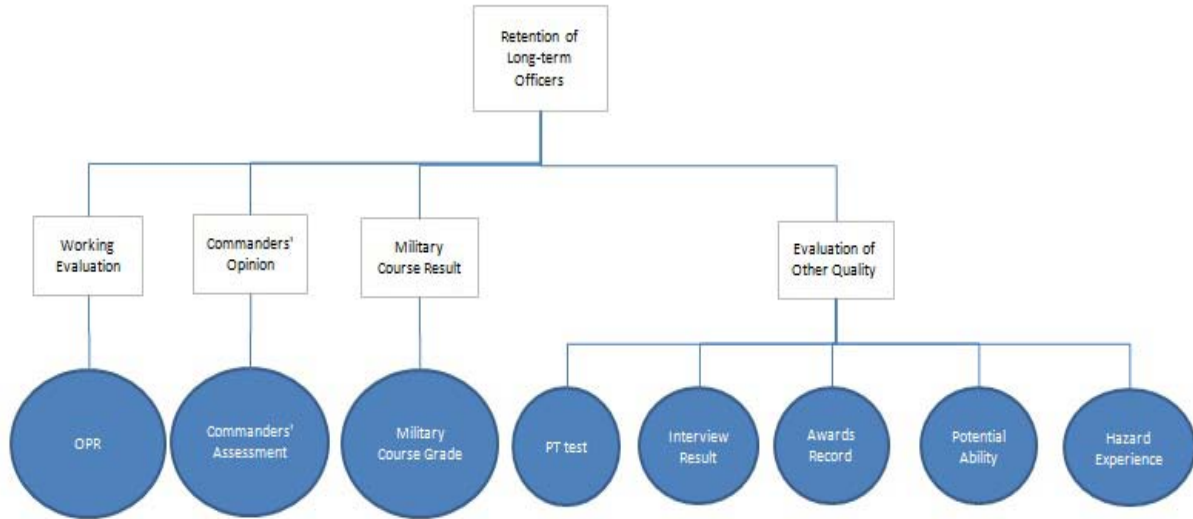 Retention of
Long-term
Officers
Working
Evaluation
Commanders'
Opinion
Military
Course Result
Evaluation of
Other Quality
OPR
Commanders'
Assessment
Military
Course Grade
PT test
Interview
Result
Awards
Record
Potential
Ability
Hazard
Experience